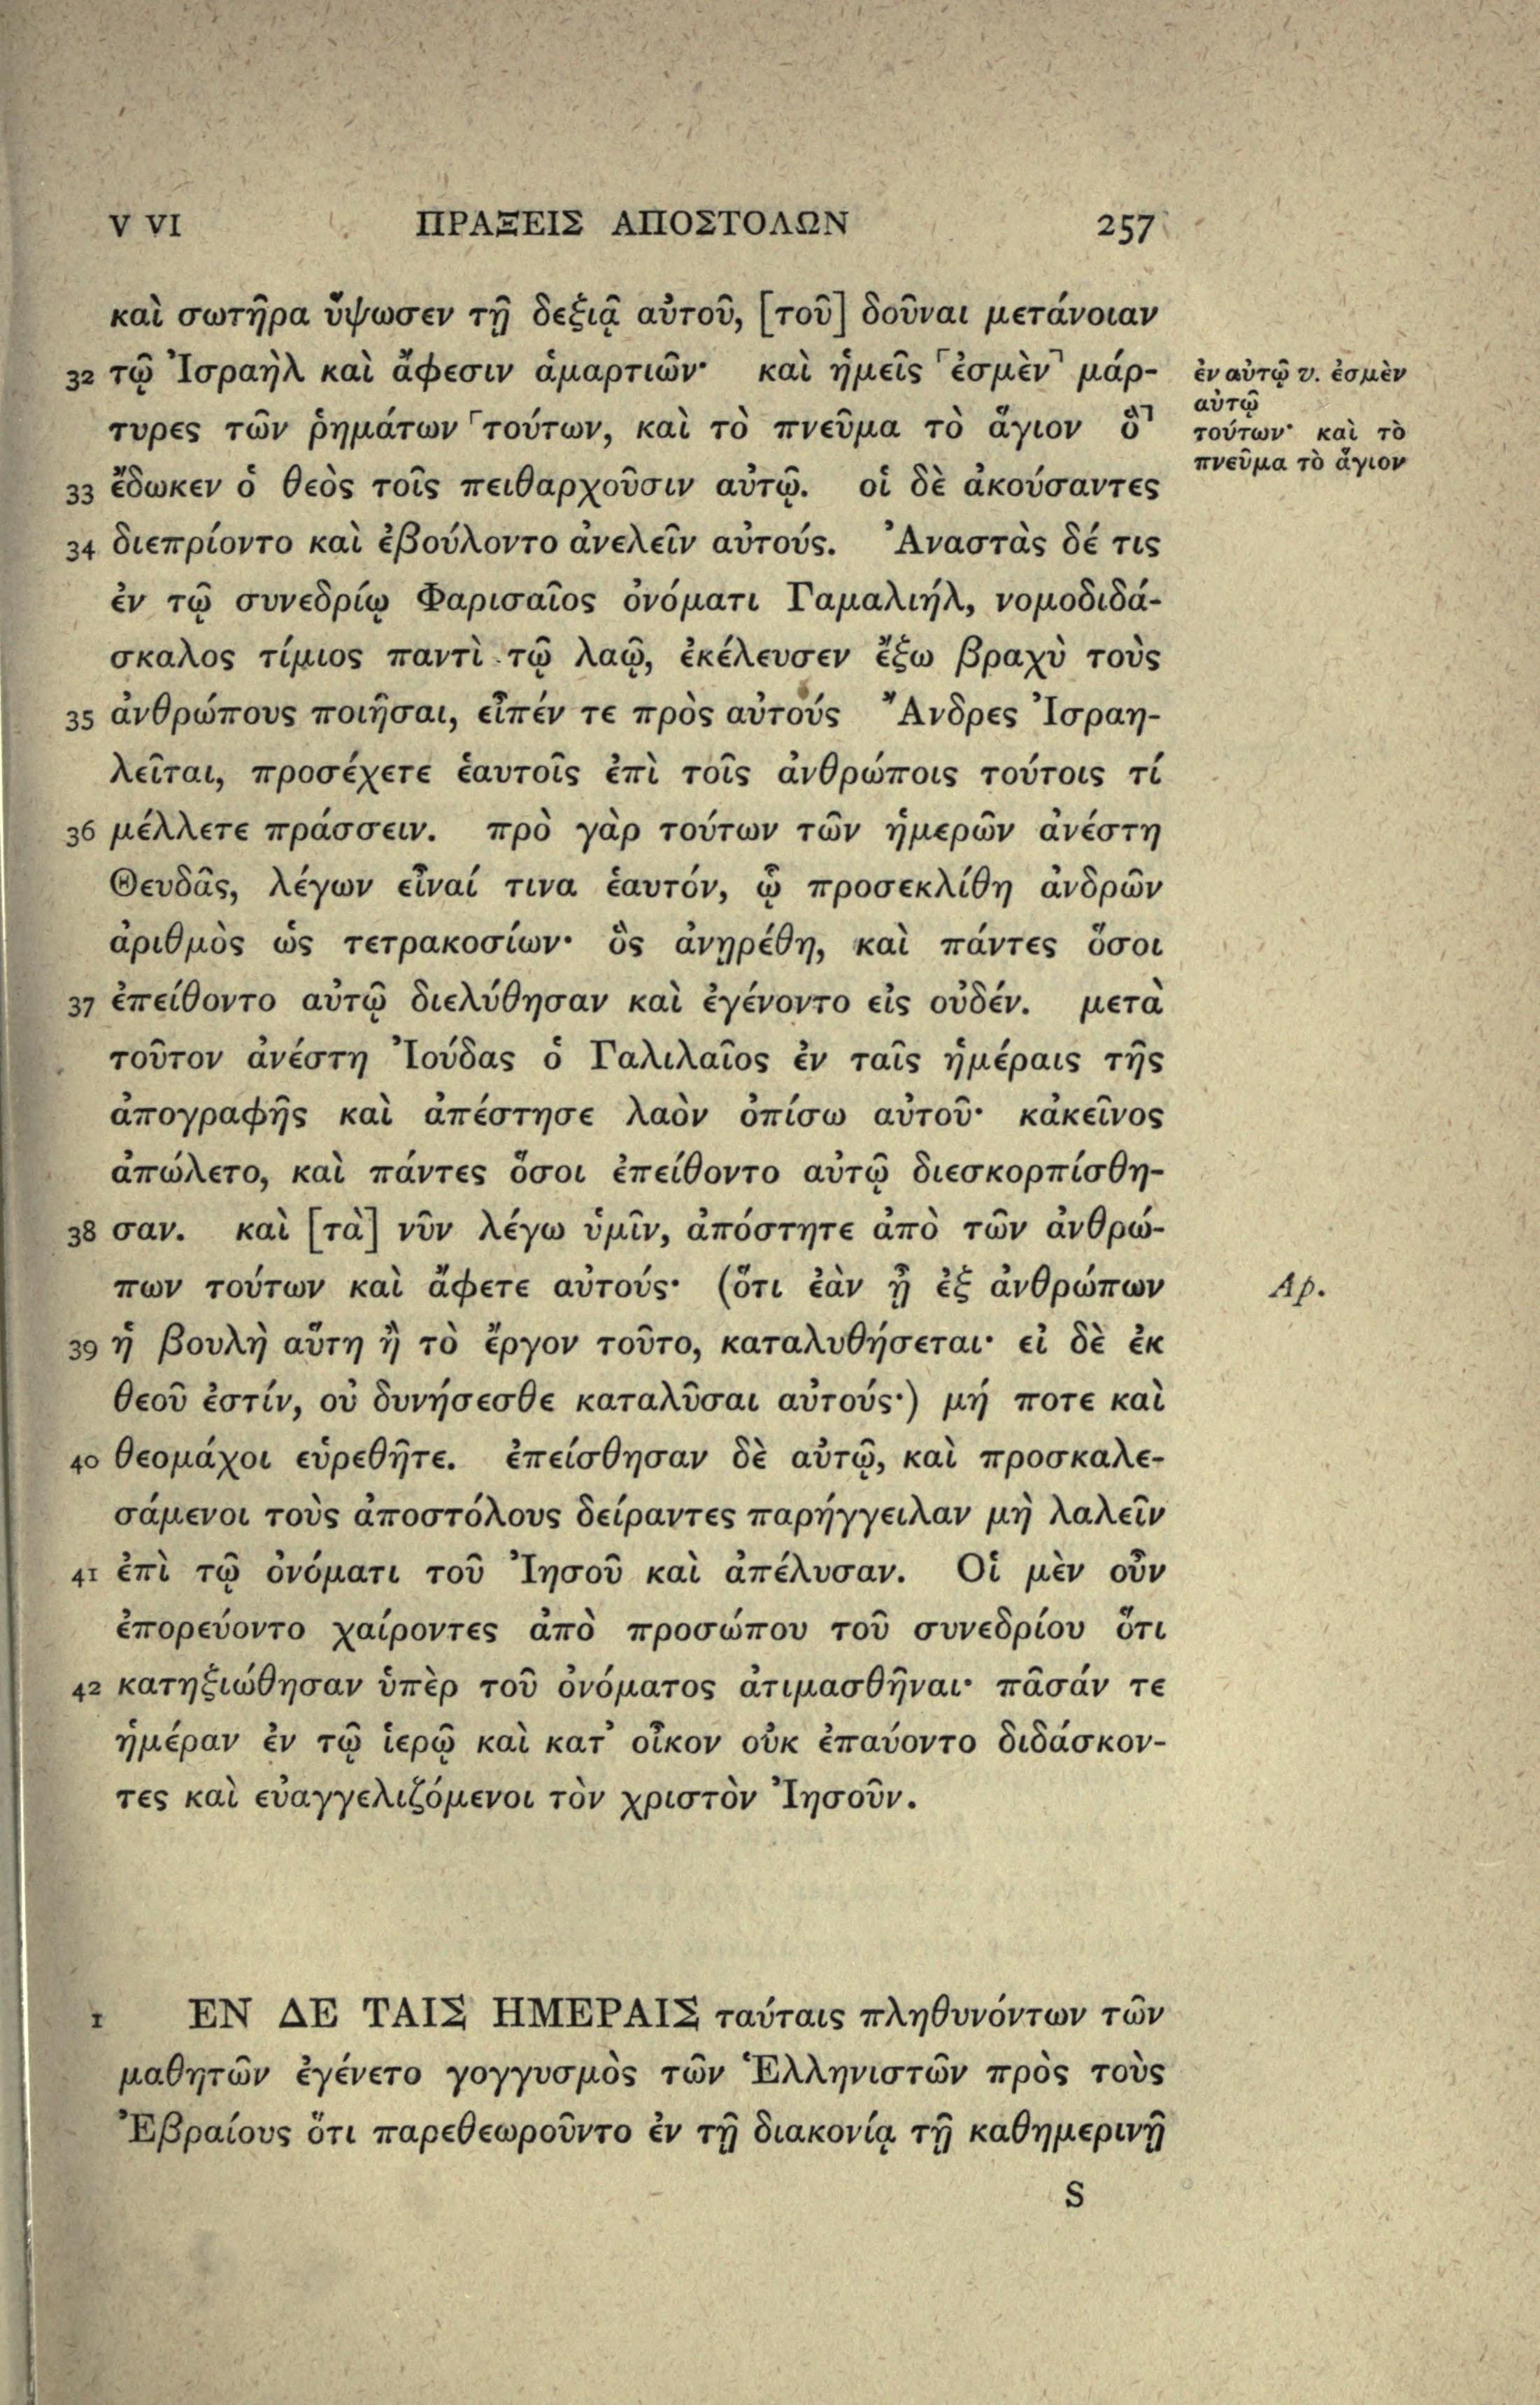 V VI ΠΡΑΞΕΙΣ ΑΠΟΣΤΟΛΩΝ 257
καὶ σωτῆρα ὕψωσεν τῇ δεξιᾷ αὐτοῦ, [τοῦ] δοῦναι μετάνοιαν
32 τῷ Ἰσραὴλ καὶ ἄφεσιν ἁμαρτιῶν· καὶ ἡμεῖς ⌜ἐσμὲν⌝ μάρ-
τυρες τῶν ῥημάτων ⌜τούτων, καὶ τὸ πνεῦμα τὸ ἅγιον ὃ⌝
33 ἔδωκεν ὁ θεὸς τοῖς πειθαρχοῦσιν αὐτῷ. οἱ δὲ ἀκούσαντες
34 διεπρίοντο καὶ ἐβούλοντο ἀνελεῖν αὐτούς. Ἀναστὰς δέ τις
ἐν τῷ συνεδρίῳ Φαρισαῖος ὀνόματι Γαμαλιήλ, νομοδιδά-
σκαλος τίμιος παντὶ τῷ λαῷ, ἐκέλευσεν ἔξω βραχὺ τοὺς
35 ἀνθρώπους ποιῆσαι, εἶπέν τε πρὸς αὐτούς Ἄνδρες Ἰσραη-
λεῖται, προσέχετε ἑαυτοῖς ἐπὶ τοῖς ἀνθρώποις τούτοις τί
36 μέλλετε πράσσειν. πρὸ γὰρ τούτων τῶν ἡμερῶν ἀνέστη
Θευδᾶς, λέγων εἶναί τινα ἑαυτόν, ᾧ προσεκλίθη ἀνδρῶν
ἀριθμὸς ὡς τετρακοσίων· ὃς ἀνῃρέθη, καὶ πάντες ὅσοι
37 ἐπείθοντο αὐτῷ διελύθησαν καὶ ἐγένοντο εἰς οὐδέν. μετὰ
τοῦτον ἀνέστη Ἰούδας ὁ Γαλιλαῖος ἐν ταῖς ἡμέραις τῆς
ἀπογραφῆς καὶ ἀπέστησε λαὸν ὀπίσω αὐτοῦ· κἀκεῖνος
ἀπώλετο, καὶ πάντες ὅσοι ἐπείθοντο αὐτῷ διεσκορπίσθη-
38 σαν. καὶ [τὰ] νῦν λέγω ὑμῖν, ἀπόστητε ἀπὸ τῶν ἀνθρώ-
πων τούτων καὶ ἄφετε αὐτούς· (ὅτι ἐὰν ᾖ ἐξ ἀνθρώπων
39 ἡ βουλὴ αὕτη ἢ τὸ ἔργον τοῦτο, καταλυθήσεται· εἰ δὲ ἐκ
θεοῦ ἐστίν, οὐ δυνήσεσθε καταλῦσαι αὐτούς·) μή ποτε καὶ
40 θεομάχοι εὑρεθῆτε. ἐπείσθησαν δὲ αὐτῷ, καὶ προσκαλε-
σάμενοι τοὺς ἀποστόλους δείραντες παρήγγειλαν μὴ λαλεῖν
41 ἐπὶ τῷ ὀνόματι τοῦ Ἰησοῦ καὶ ἀπέλυσαν. Οἱ μὲν οὖν
ἐπορεύοντο χαίροντες ἀπὸ προσώπου τοῦ συνεδρίου ὅτι
42 κατηξιώθησαν ὑπὲρ τοῦ ὀνόματος ἀτιμασθῆναι· πᾶσάν τε
ἡμέραν ἐν τῷ ἱερῷ καὶ κατ' οἶκον οὐκ ἐπαύοντο διδάσκον-
τες καὶ εὐαγγελιζόμενοι τὸν χριστὸν Ἰησοῦν.
1 ΕΝ ΔΕ ΤΑΙΣ ΗΜΕΡΑΙΣ ταύταις πληθυνόντων τῶν
μαθητῶν ἐγένετο γογγυσμὸς τῶν Ἑλληνιστῶν πρὸς τοὺς
Ἐβραίους ὅτι παρεθεωροῦντο ἐν τῇ διακονίᾳ τῇ καθημερινῇ
S
ἐν αὐτῷ v. ἐσμὲν
αὐτῷ
τούτων· καὶ τὸ
πνεῦμα τὸ ἅγιον
Ap.